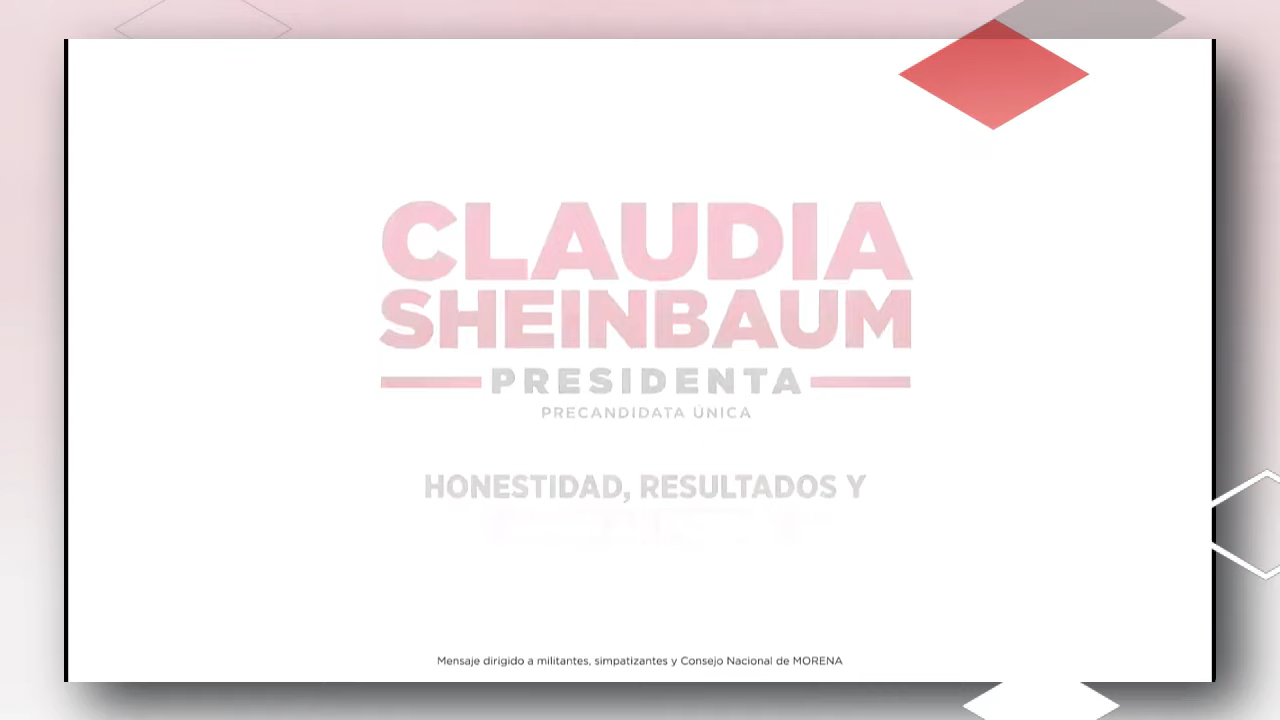 CLAUDIA
SHEINBAUM
PRESIDENTA
PRECANDIDATA ÚNICA
HONESTIDAD, RESULTADOS Y
Mensaje dirigido a militantes, simpatizantes y Consejo Nacional de MORENA